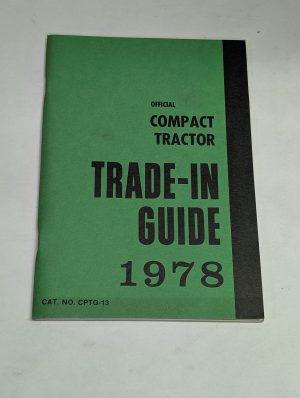 OFFICIAL
COMPACT
TRACTOR
TRADE-IN
GUIDE
1978
CAT. NO. CPTG-13